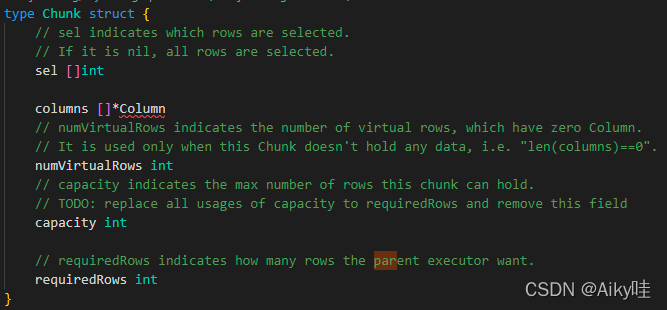 type Chunk struct {
// sel indicates which rows are selected.
// If it is nil, all rows are selected.
sel []int
columns []*Column
// numVirtualRows indicates the number of virtual rows, which have zero Column.
// It is used only when this Chunk doesn't hold any data, i.e. "len(columns)==0".
numVirtualRows int
// capacity indicates the max number of rows this chunk can hold.
// TODO: replace all usages of capacity to requiredRows and remove this field
capacity int
// requiredRows indicates how many rows the parent executor want.
requiredRows int
}
CSDN @Aiky哇